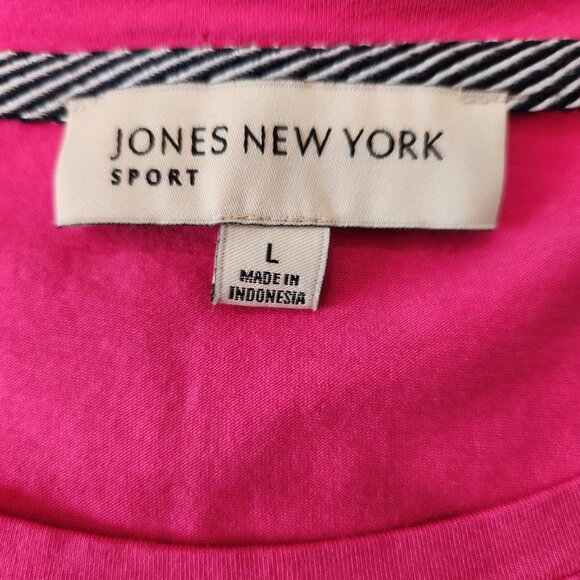 JONES NEW YORK
SPORT
L
MADE IN
INDONESIA